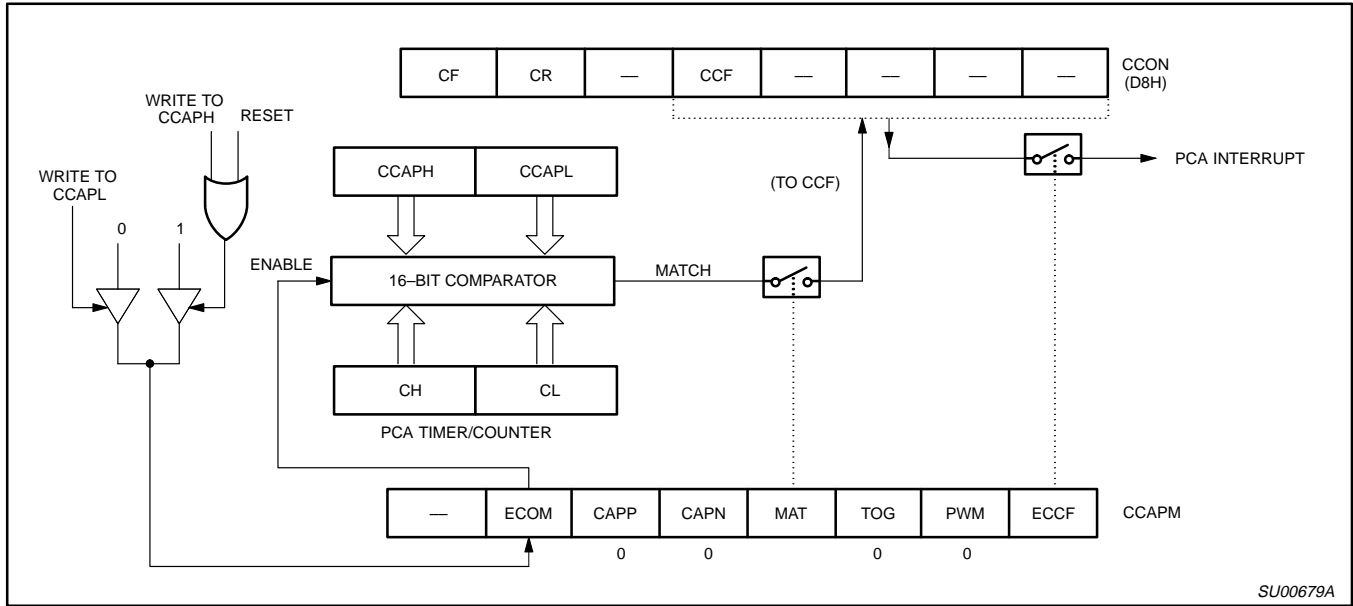 CF CR — CCF — — — — CCON
(D8H)
WRITE TO
CCAPH RESET
PCA INTERRUPT
CCAPH CCAPL
(TO CCF)
WRITE TO
CCAPL
0 1
ENABLE 16–BIT COMPARATOR MATCH
CH CL
PCA TIMER/COUNTER
— ECOM CAPP CAPN MAT TOG PWM ECCF CCAPM
0 0 0 0
SU00679A